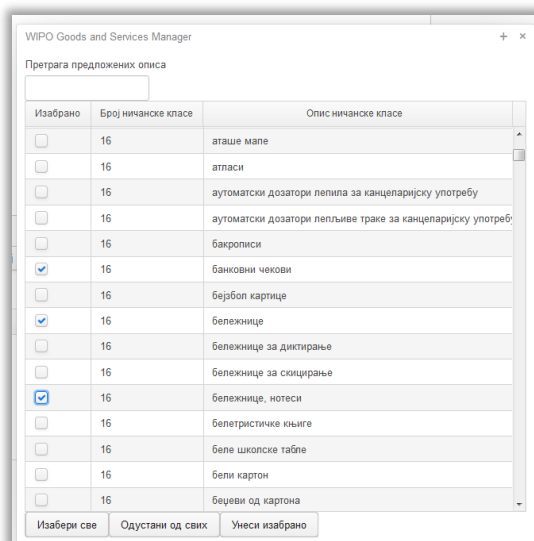 WIPO Goods and Services Manager
Претрага предложених описа
Изабрано Број ничанске класе Опис ничанске класе
16 аташе мапе
16 атласи
16 аутоматски дозатори лепила за канцеларијску употребу
16 аутоматски дозатори лепљиве траке за канцеларијску употребу
16 бакрописи
16 банковни чекови
16 бејзбол картице
16 бележнице
16 бележнице за диктирање
16 бележнице за скицирање
16 бележнице, нотеси
16 белетристичке књиге
16 беле школске табле
16 бели картон
16 беџеви од картона
Изабери све Одустани од свих Унеси изабрано